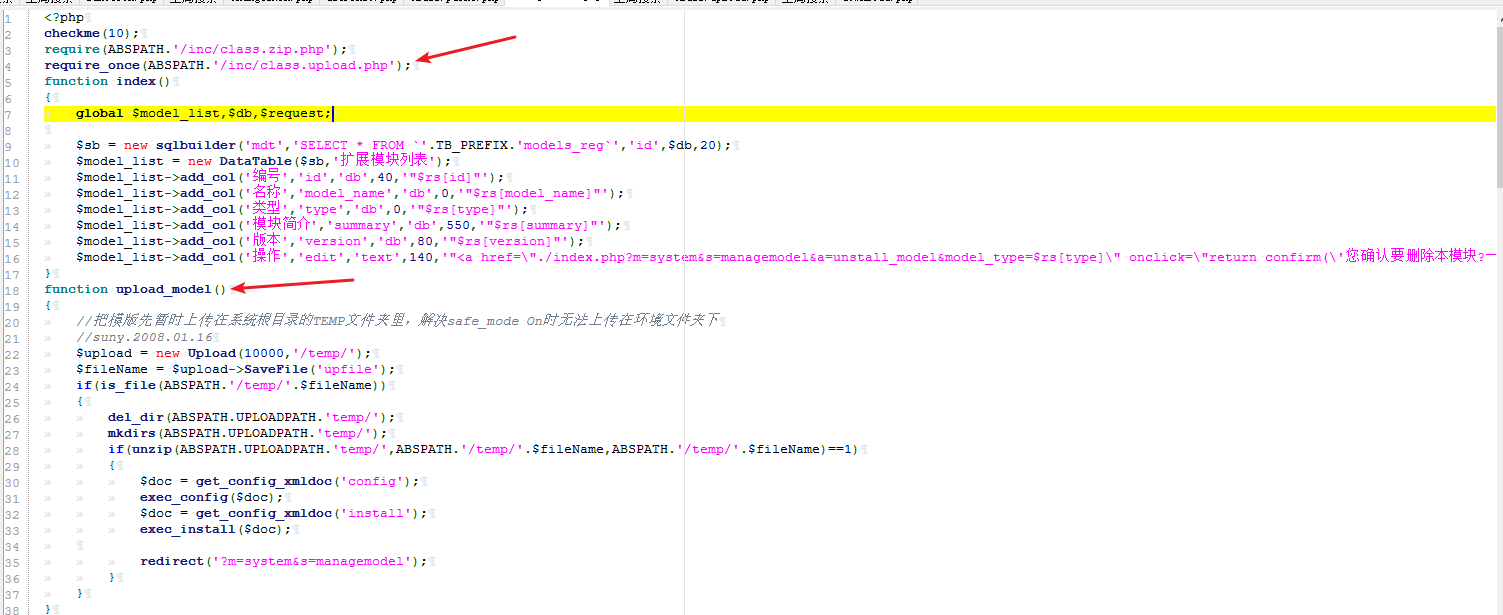 1 <?php
2 checkme(10);
3 require(ABSPATH.'/inc/class.zip.php');
4 require_once(ABSPATH.'/inc/class.upload.php');
5 function index()
6 {
7 global $model_list,$db,$request;
8
9 $sb = new sqlbuilder('mdt','SELECT * FROM `'.TB_PREFIX.'models_reg`','id',$db,20);
10 $model_list = new DataTable($sb,'扩展模块列表');
11 $model_list->add_col('编号','id','db',40,'"$rs[id]"');
12 $model_list->add_col('名称','model_name','db',0,'"$rs[model_name]"');
13 $model_list->add_col('类型','type','db',0,'"$rs[type]"');
14 $model_list->add_col('模块简介','summary','db',550,'"$rs[summary]"');
15 $model_list->add_col('版本','version','db',80,'"$rs[version]"');
16 $model_list->add_col('操作','edit','text',140,'"<a href=\"./index.php?m=system&s=managemodel&a=unstall_model&model_type=$rs[type]\" onclick=\"return confirm(\'您确认要删除本模块?一
17 }
18 function upload_model()
19 {
20 //把模版先暂时上传在系统根目录的TEMP文件夹里，解决safe_mode On时无法上传在环境文件夹下
21 //suny.2008.01.16
22 $upload = new Upload(10000,'/temp/');
23 $fileName = $upload->SaveFile('upfile');
24 if(is_file(ABSPATH.'/temp/'.$fileName))
25 {
26 del_dir(ABSPATH.UPLOADPATH.'temp/');
27 mkdirs(ABSPATH.UPLOADPATH.'temp/');
28 if(unzip(ABSPATH.UPLOADPATH.'temp/',ABSPATH.'/temp/'.$fileName,ABSPATH.'/temp/'.$fileName)==1)
29 {
30 $doc = get_config_xmldoc('config');
31 exec_config($doc);
32 $doc = get_config_xmldoc('install');
33 exec_install($doc);
34
35 redirect('?m=system&s=managemodel');
36 }
37 }
38 }